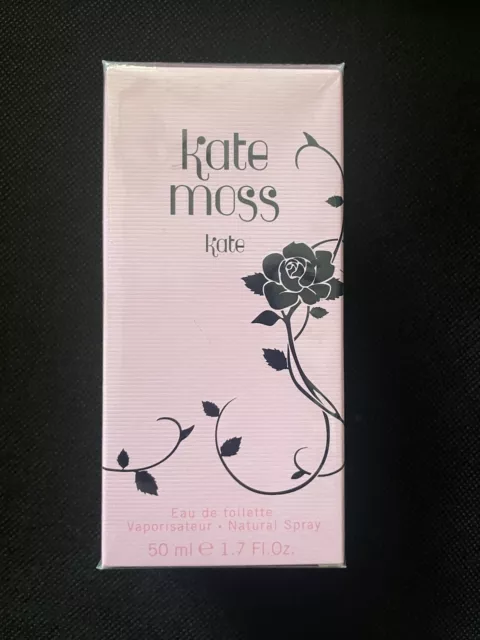 kate
moss
kate
Eau de toilette
Vaporisateur • Natural Spray
50 ml ℮ 1.7 Fl.Oz.